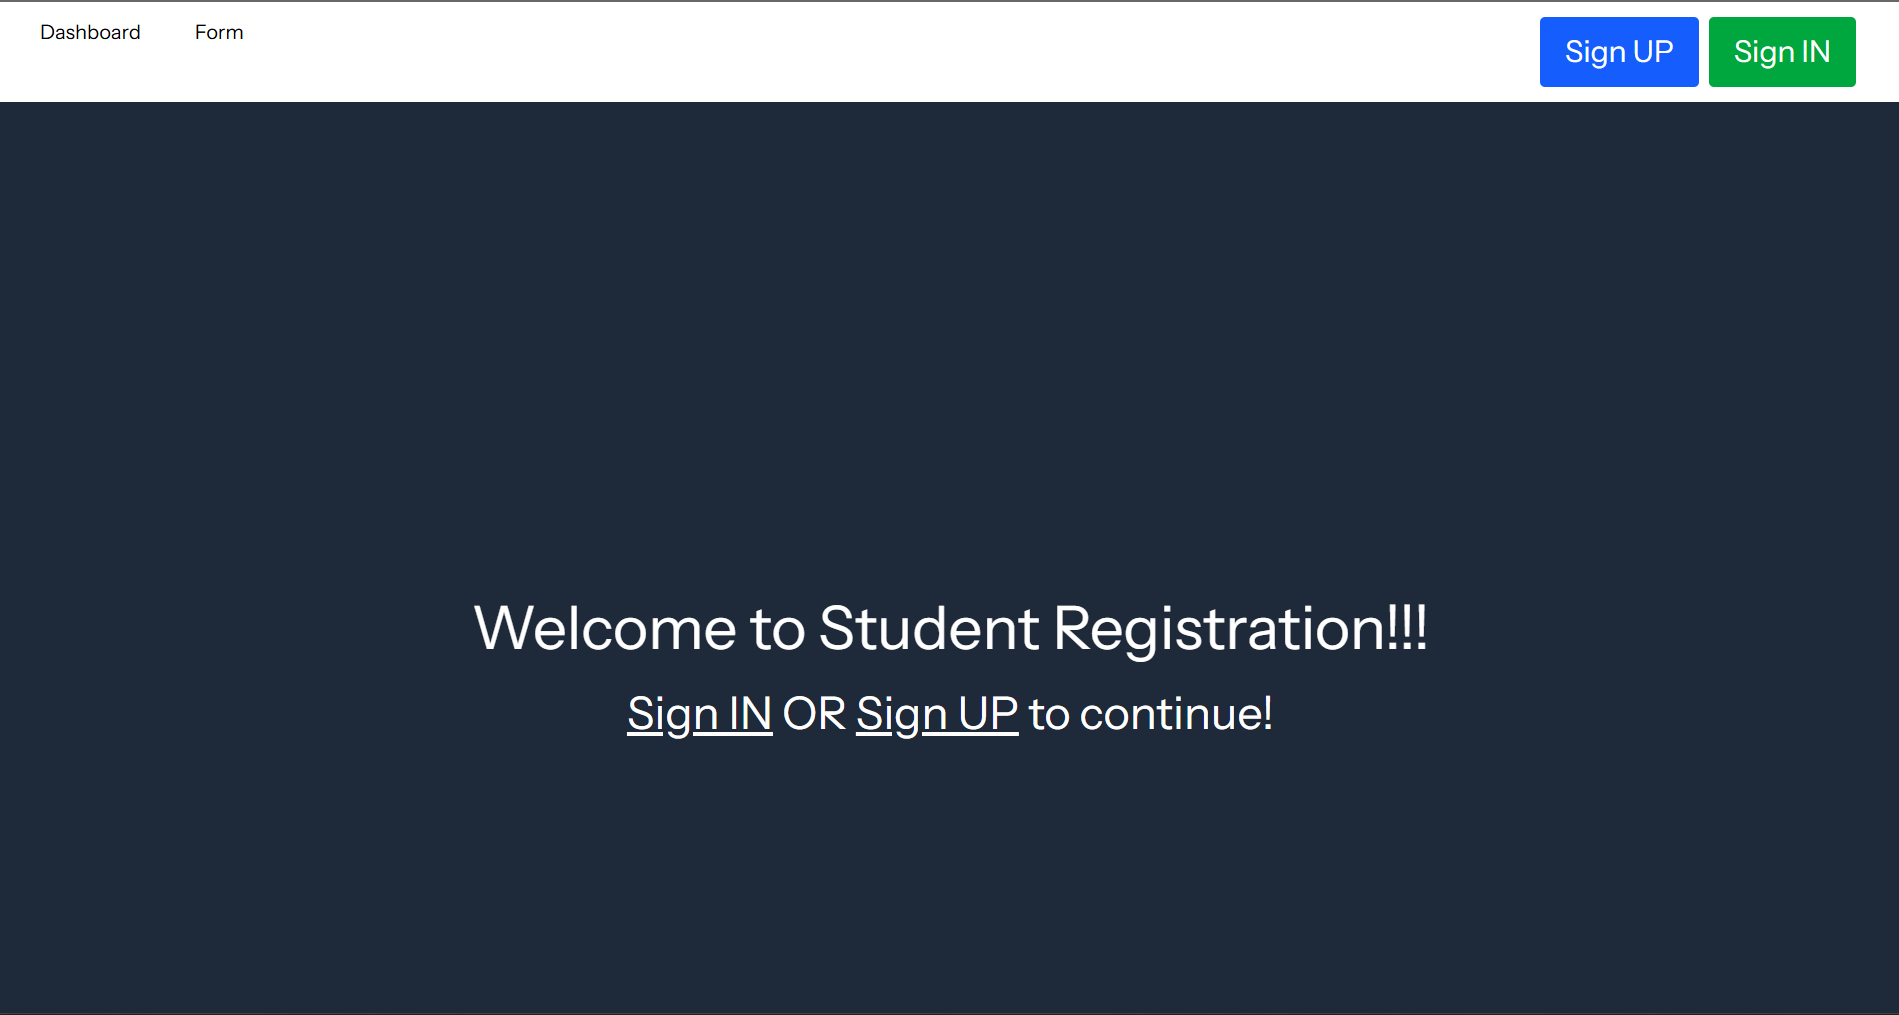 Dashboard Form Sign UP Sign IN
Welcome to Student Registration!!!
Sign IN OR Sign UP to continue!